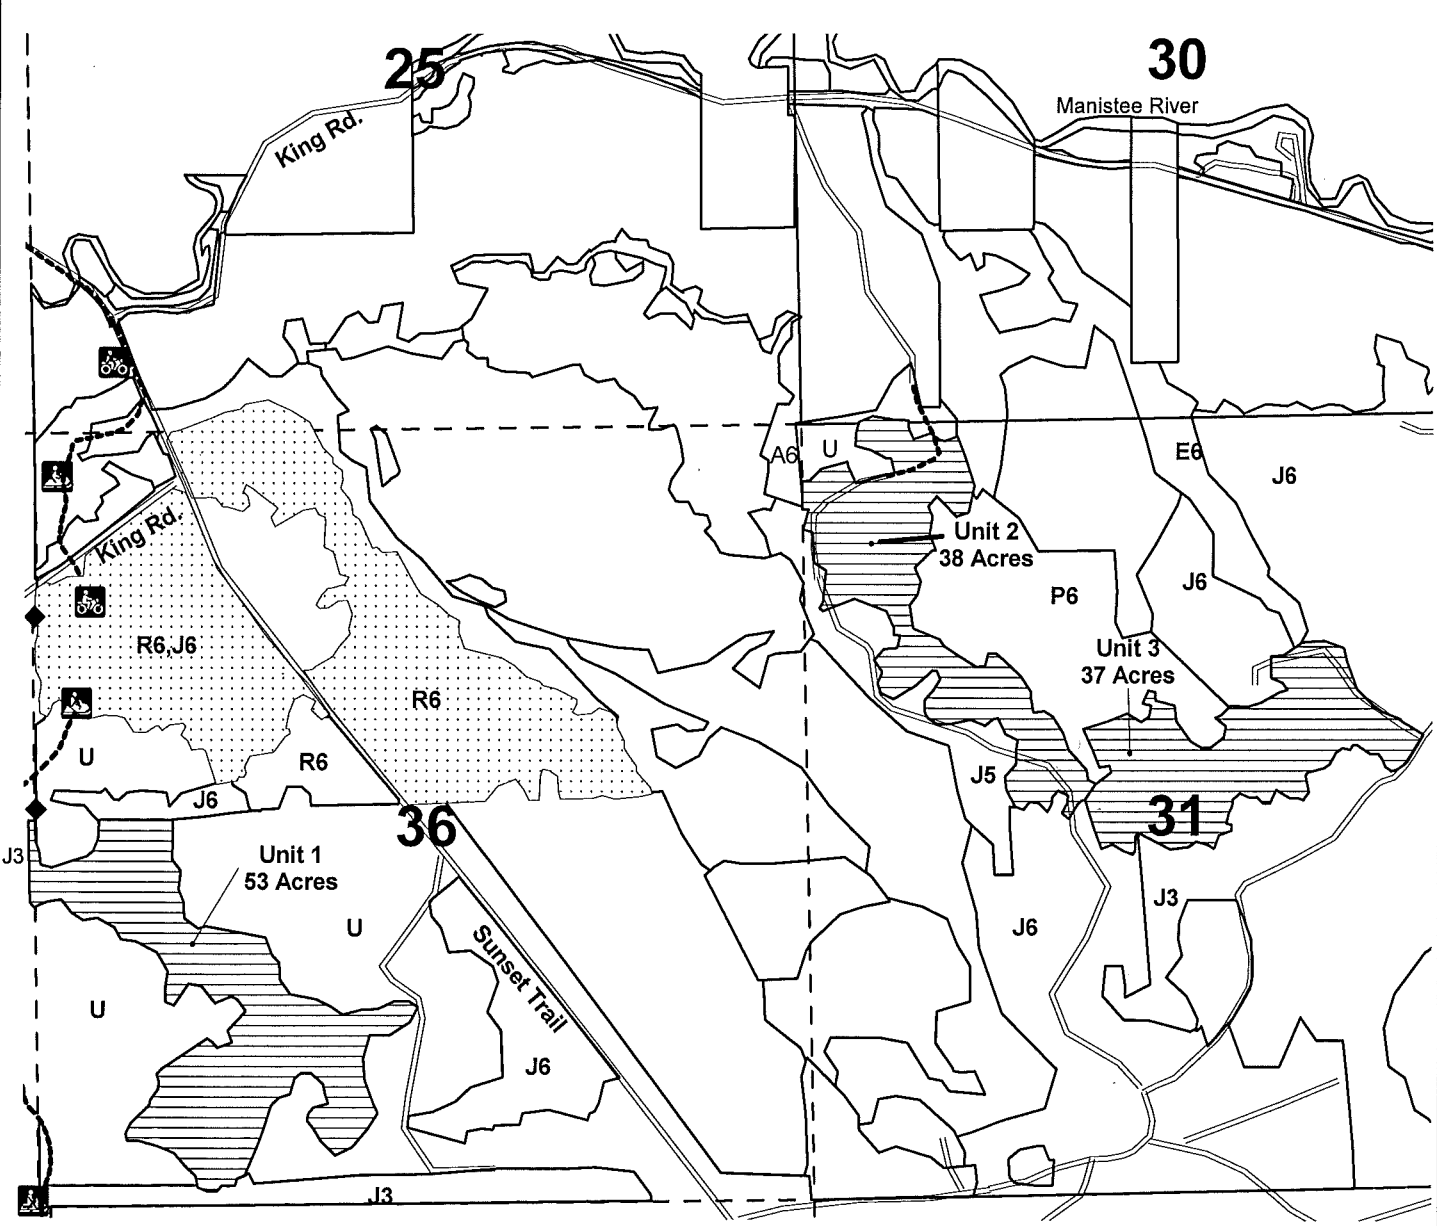 25
30
Manistee River
King Rd.
A6
U
E6
J6
King Rd.
Unit 2
38 Acres
P6
J6
R6,J6
Unit 3
37 Acres
R6
U
R6
J5
J6
36
31
J3
Unit 1
53 Acres
J3
U
J6
Sunset Trail
U
J6
J3